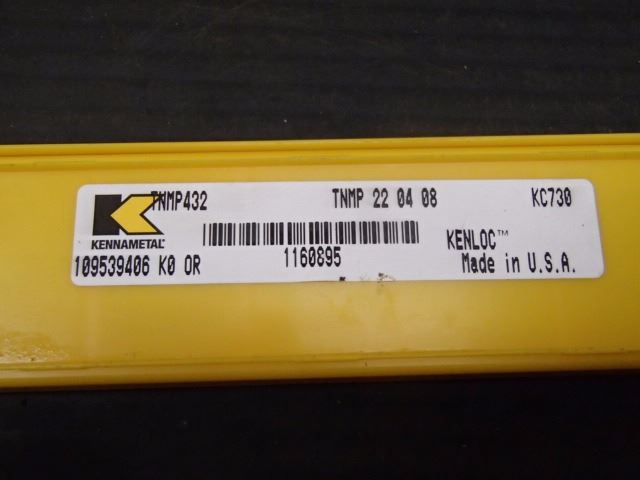 TNMP432 TNMP 22 04 08 KC730
KENNAMETAL
KENLOC™
109539406 K0 OR 1160895 Made in U.S.A.